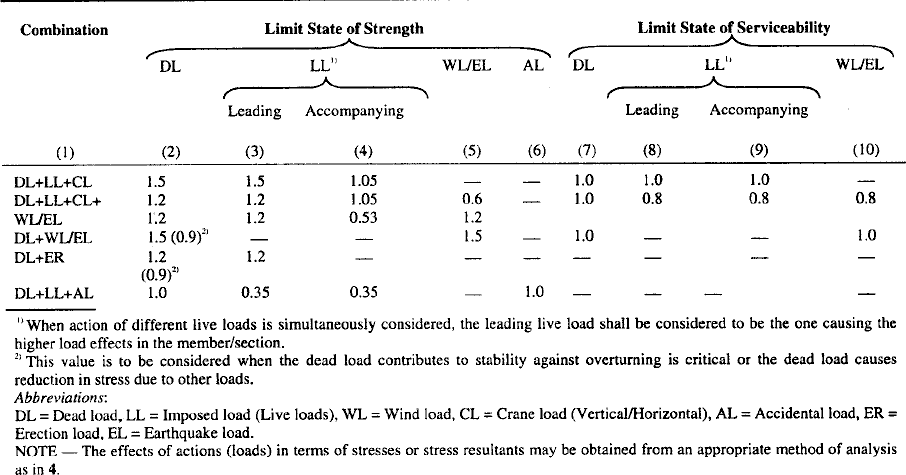 Combination Limit State of Strength Limit State of Serviceability
DL LL¹⁾ WL/EL AL DL LL¹⁾ WL/EL
Leading Accompanying Leading Accompanying
(1) (2) (3) (4) (5) (6) (7) (8) (9) (10)
DL+LL+CL 1.5 1.5 1.05 — — 1.0 1.0 1.0 —
DL+LL+CL+ 1.2 1.2 1.05 0.6 — 1.0 0.8 0.8 0.8
WL/EL 1.2 1.2 0.53 1.2
DL+WL/EL 1.5 (0.9)²⁾ — — 1.5 — 1.0 — — 1.0
DL+ER 1.2 1.2 — — — — — — —
(0.9)²⁾
DL+LL+AL 1.0 0.35 0.35 — 1.0 — — — —
¹⁾ When action of different live loads is simultaneously considered, the leading live load shall be considered to be the one causing the
higher load effects in the member/section.
²⁾ This value is to be considered when the dead load contributes to stability against overturning is critical or the dead load causes
reduction in stress due to other loads.
Abbreviations:
DL = Dead load, LL = Imposed load (Live loads), WL = Wind load, CL = Crane load (Vertical/Horizontal), AL = Accidental load, ER =
Erection load, EL = Earthquake load.
NOTE — The effects of actions (loads) in terms of stresses or stress resultants may be obtained from an appropriate method of analysis
as in 4.